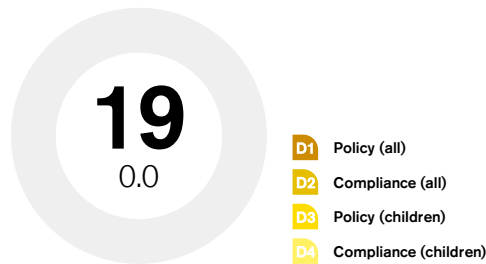 19
0.0
D1 Policy (all)
D2 Compliance (all)
D3 Policy (children)
D4 Compliance (children)